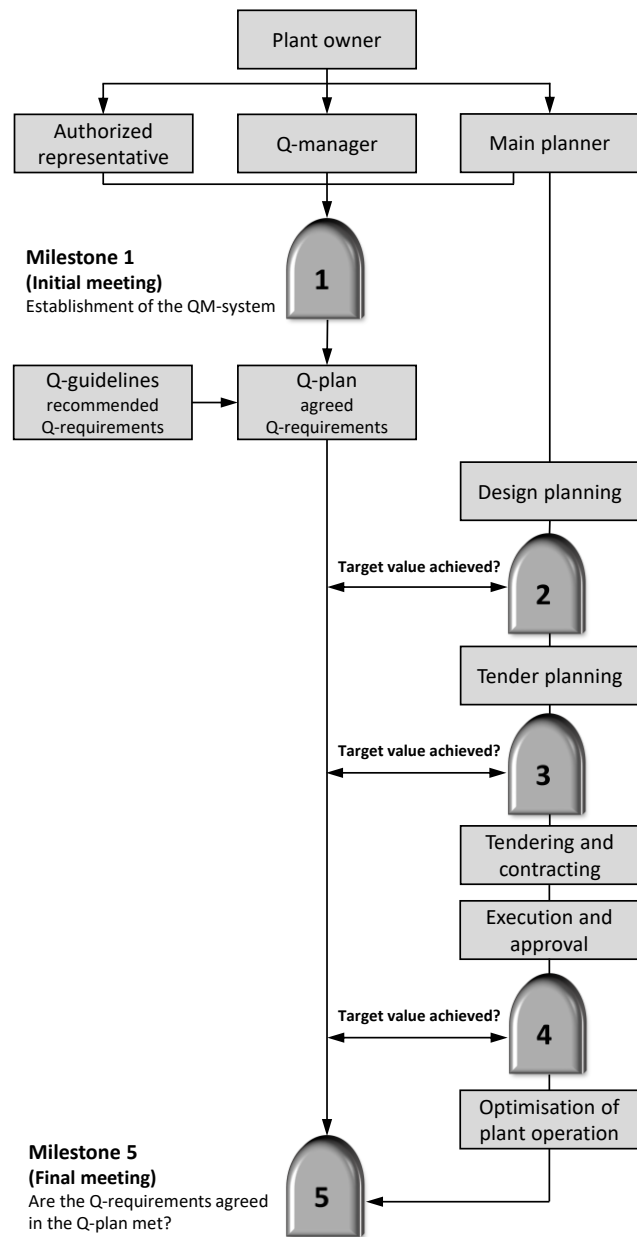 Plant owner
Authorized
representative
Q-manager
Main planner
Milestone 1
(Initial meeting)
Establishment of the QM-system
1
Q-guidelines
recommended
Q-requirements
Q-plan
agreed
Q-requirements
Design planning
Target value achieved?
2
Tender planning
Target value achieved?
3
Tendering and
contracting
Execution and
approval
Target value achieved?
4
Optimisation of
plant operation
Milestone 5
(Final meeting)
Are the Q-requirements agreed
in the Q-plan met?
5